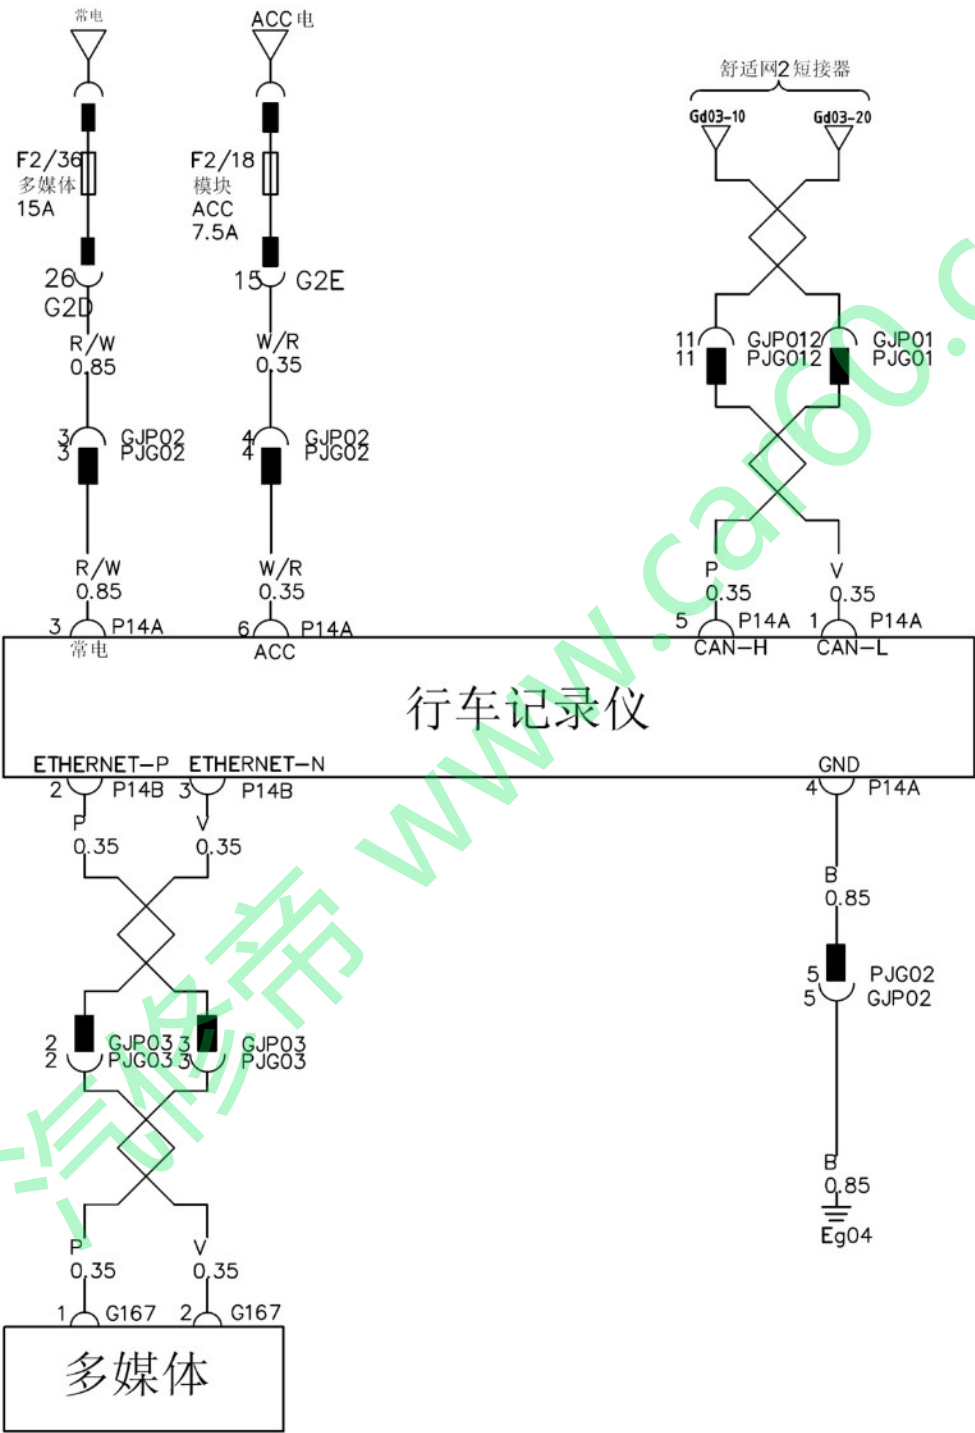 常电
ACC 电
舒适网2 短接器
Gd03-10
Gd03-20
F2/36
多媒体
15A
F2/18
模块
ACC
7.5A
26
G2D
15
G2E
R/W
0.85
W/R
0.35
11
GJP012
GJP01
11
PJG012
PJG01
3
GJP02
4
GJP02
3
PJG02
4
PJG02
R/W
0.85
W/R
0.35
P
0.35
V
0.35
3
P14A
6
P14A
5
P14A
1
P14A
常电
ACC
CAN-H
CAN-L
行车记录仪
ETHERNET-P
ETHERNET-N
GND
2
P14B
3
P14B
4
P14A
P
0.35
V
0.35
B
0.85
5
PJG02
5
GJP02
2
GJP03
3
GJP03
2
PJG03
3
PJG03
B
0.85
Eg04
P
0.35
V
0.35
1
G167
2
G167
多媒体
汽修帝 www.car60.c